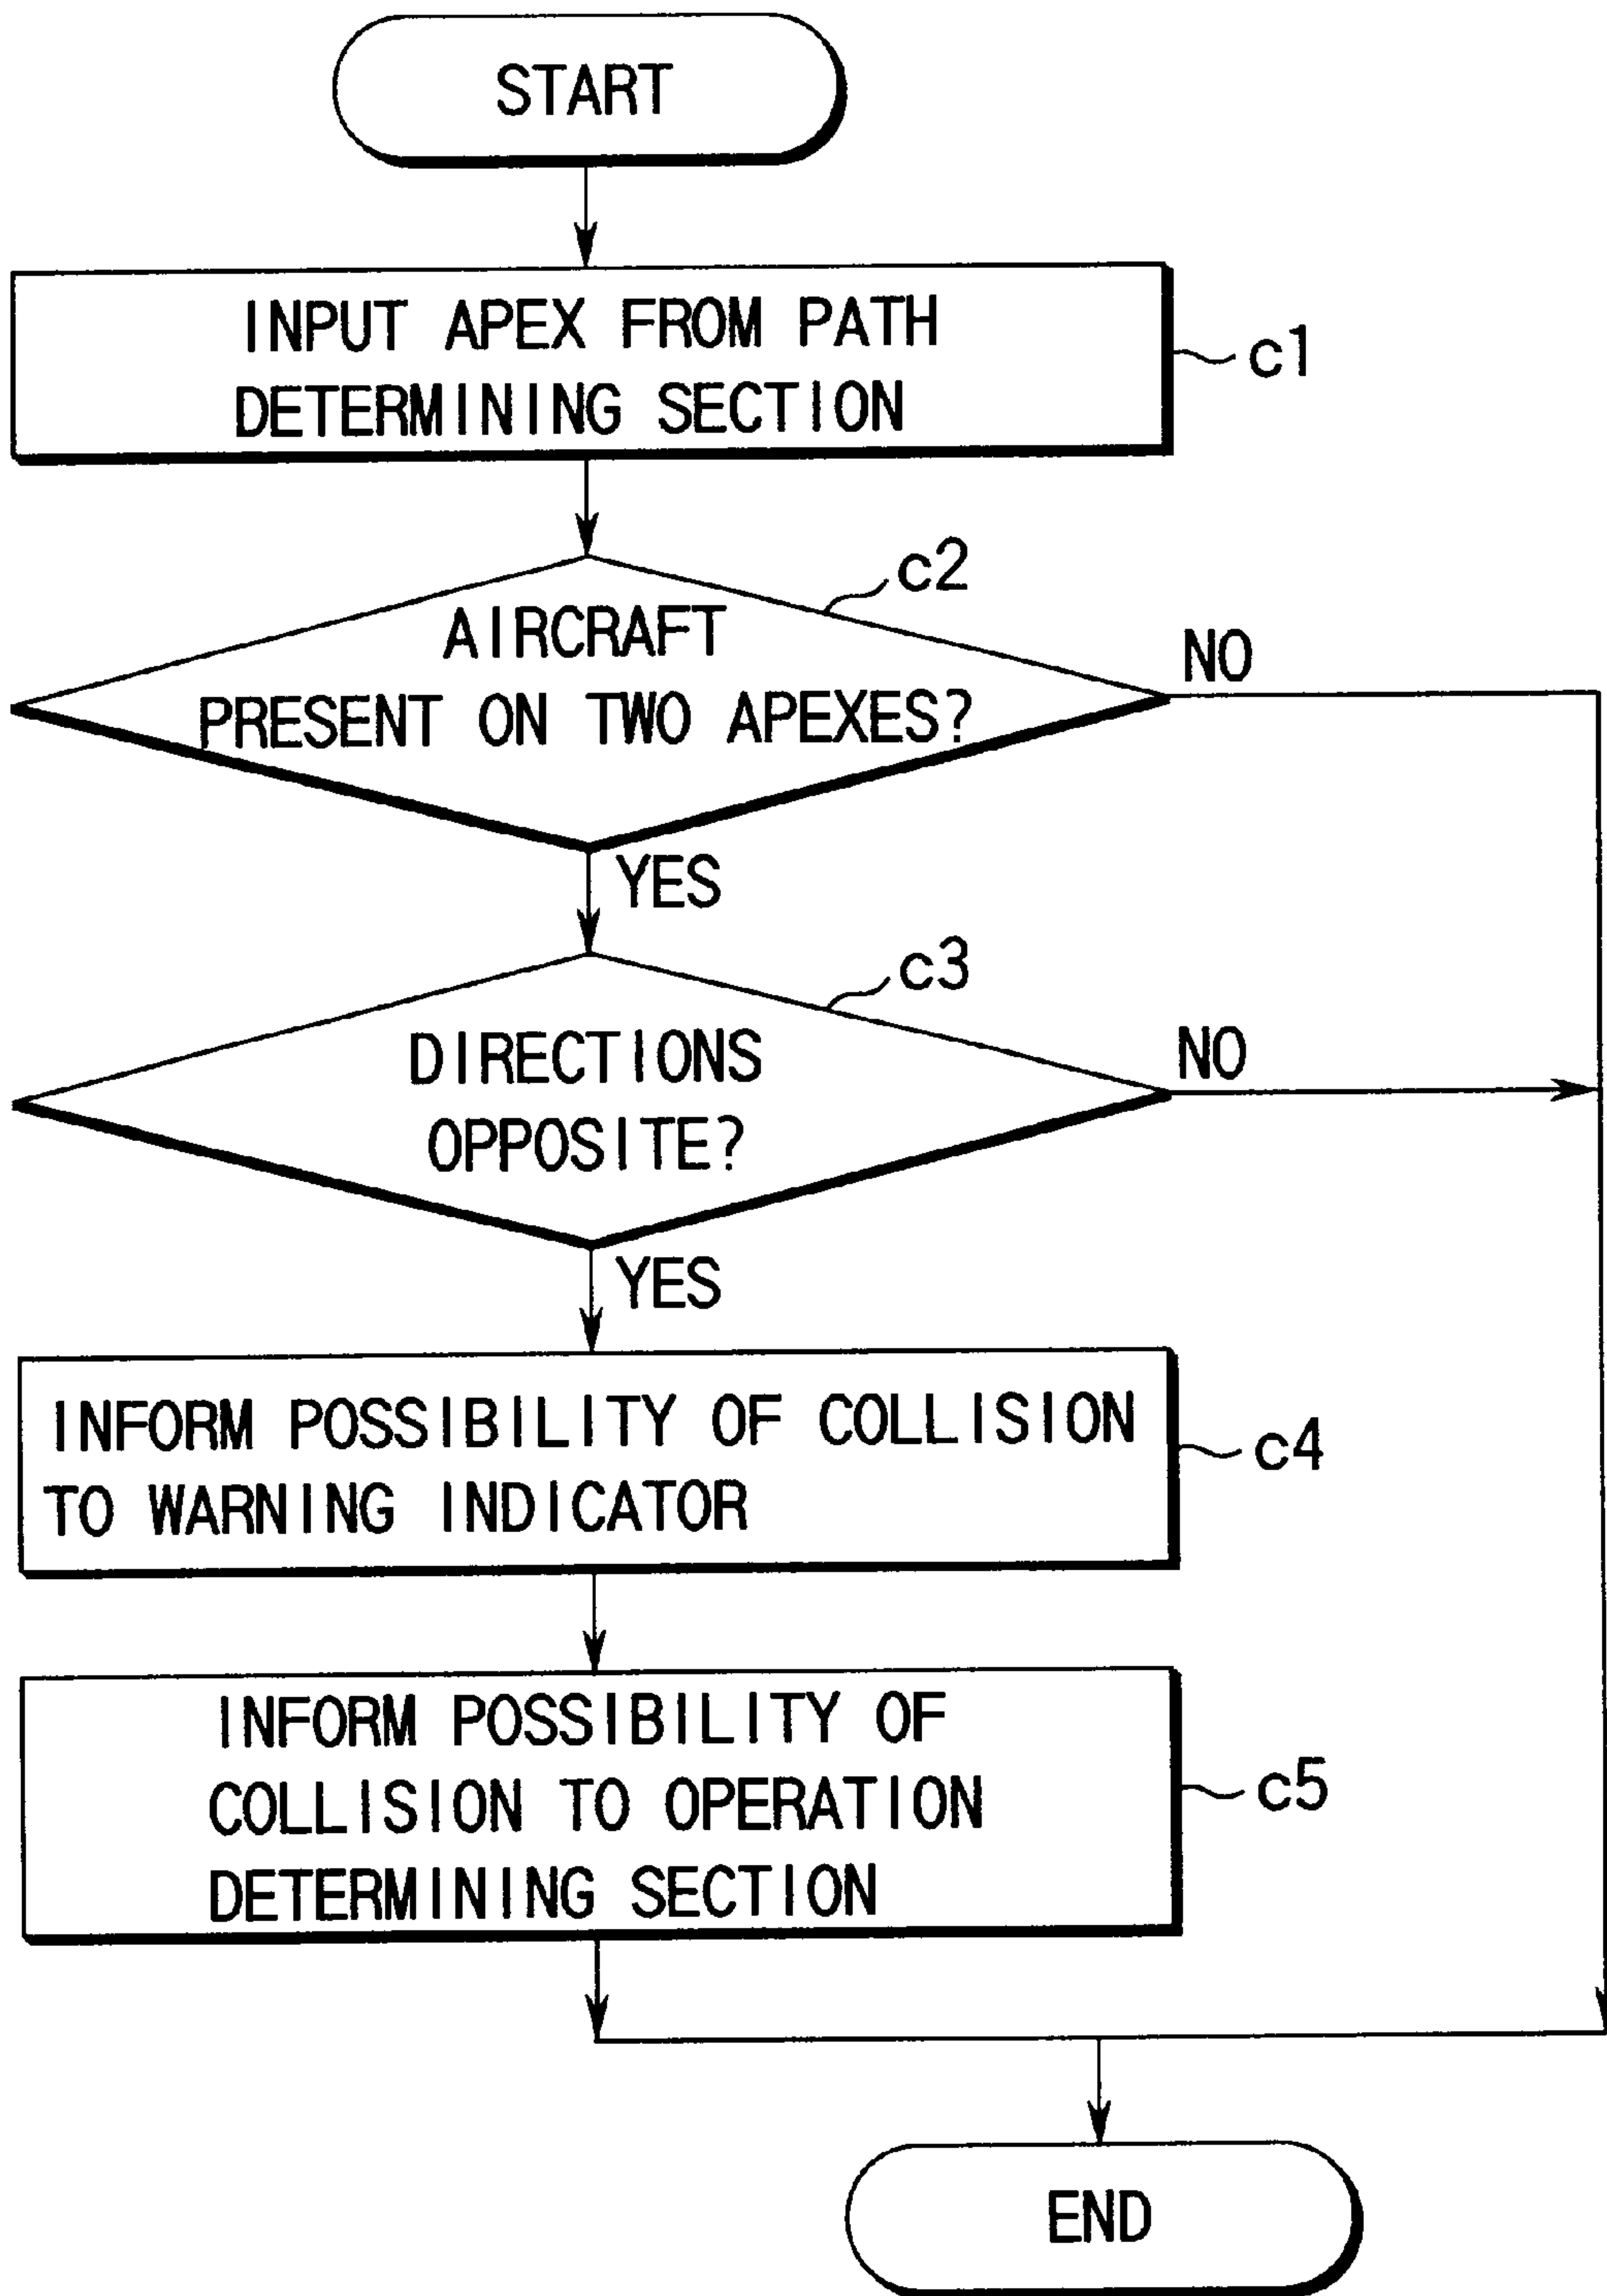 START
INPUT APEX FROM PATH
DETERMINING SECTION
c1
c2
AIRCRAFT
PRESENT ON TWO APEXES?
NO
YES
c3
DIRECTIONS
OPPOSITE?
NO
YES
INFORM POSSIBILITY OF COLLISION
TO WARNING INDICATOR
c4
INFORM POSSIBILITY OF
COLLISION TO OPERATION
DETERMINING SECTION
c5
END